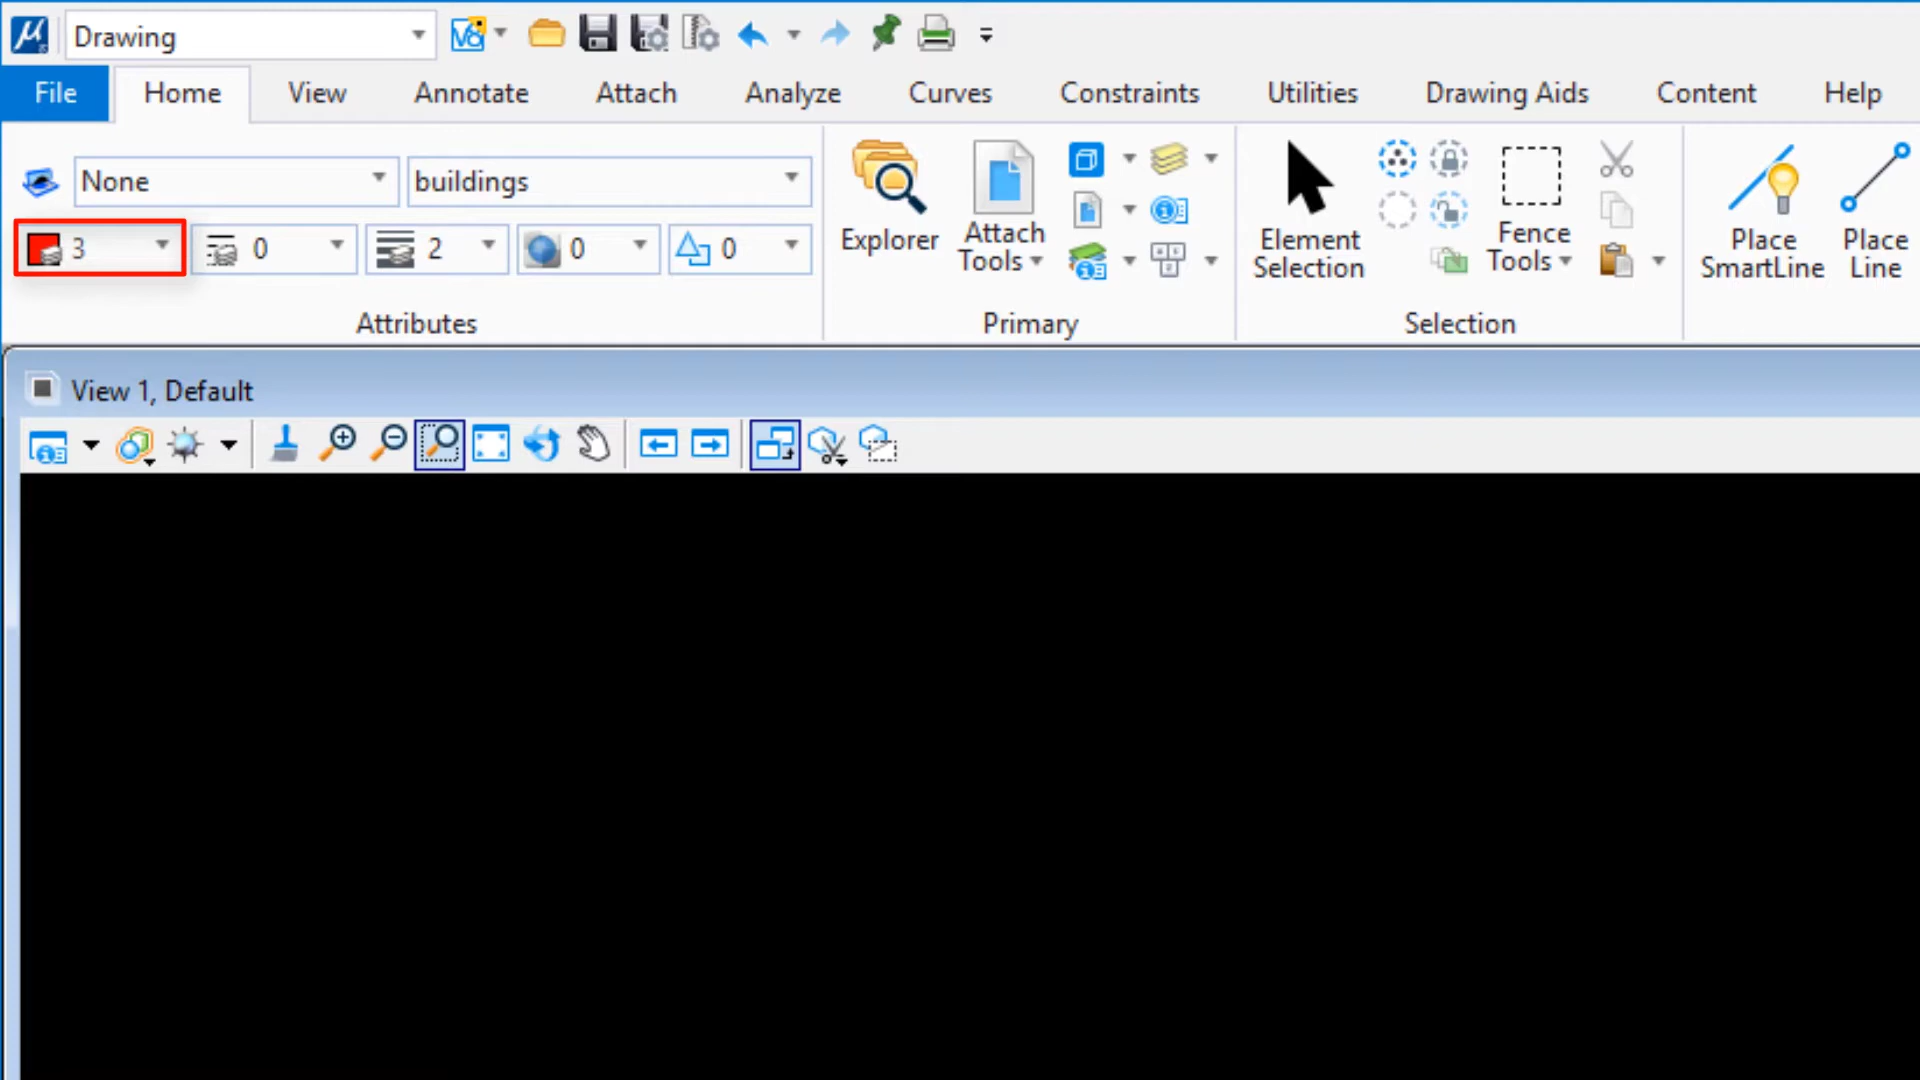 Drawing
File Home View Annotate Attach Analyze Curves Constraints Utilities Drawing Aids Content Help
None buildings
3 0 2 0 0
Explorer
Attach
Tools
Element
Selection
Fence
Tools
Place
SmartLine
Place
Line
Attributes Primary Selection
View 1, Default